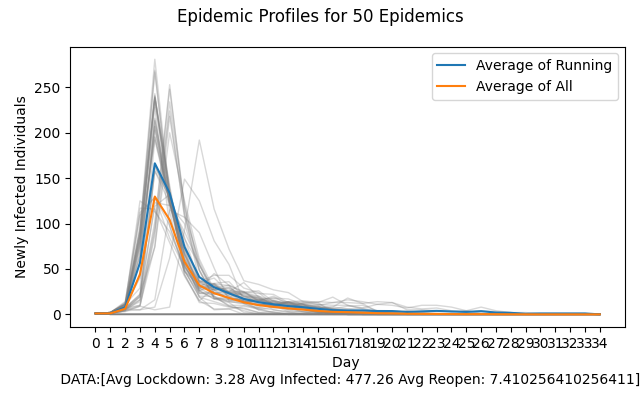 Epidemic Profiles for 50 Epidemics
Average of Running
Average of All
Newly Infected Individuals
250
200
150
100
50
0
0 1 2 3 4 5 6 7 8 9 10 11 12 13 14 15 16 17 18 19 20 21 22 23 24 25 26 27 28 29 30 31 32 33 34
Day
DATA:[Avg Lockdown: 3.28 Avg Infected: 477.26 Avg Reopen: 7.410256410256411]